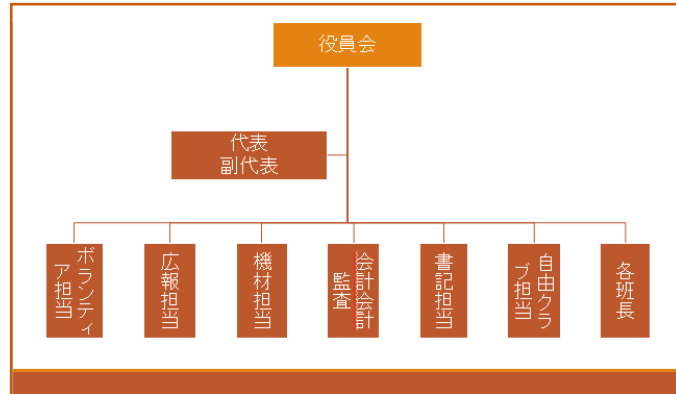 役員会
代表
副代表
ボランティ
ア担当
広報担当
機材担当
会計会計
監査
書記担当
自由クラ
ブ担当
各班長